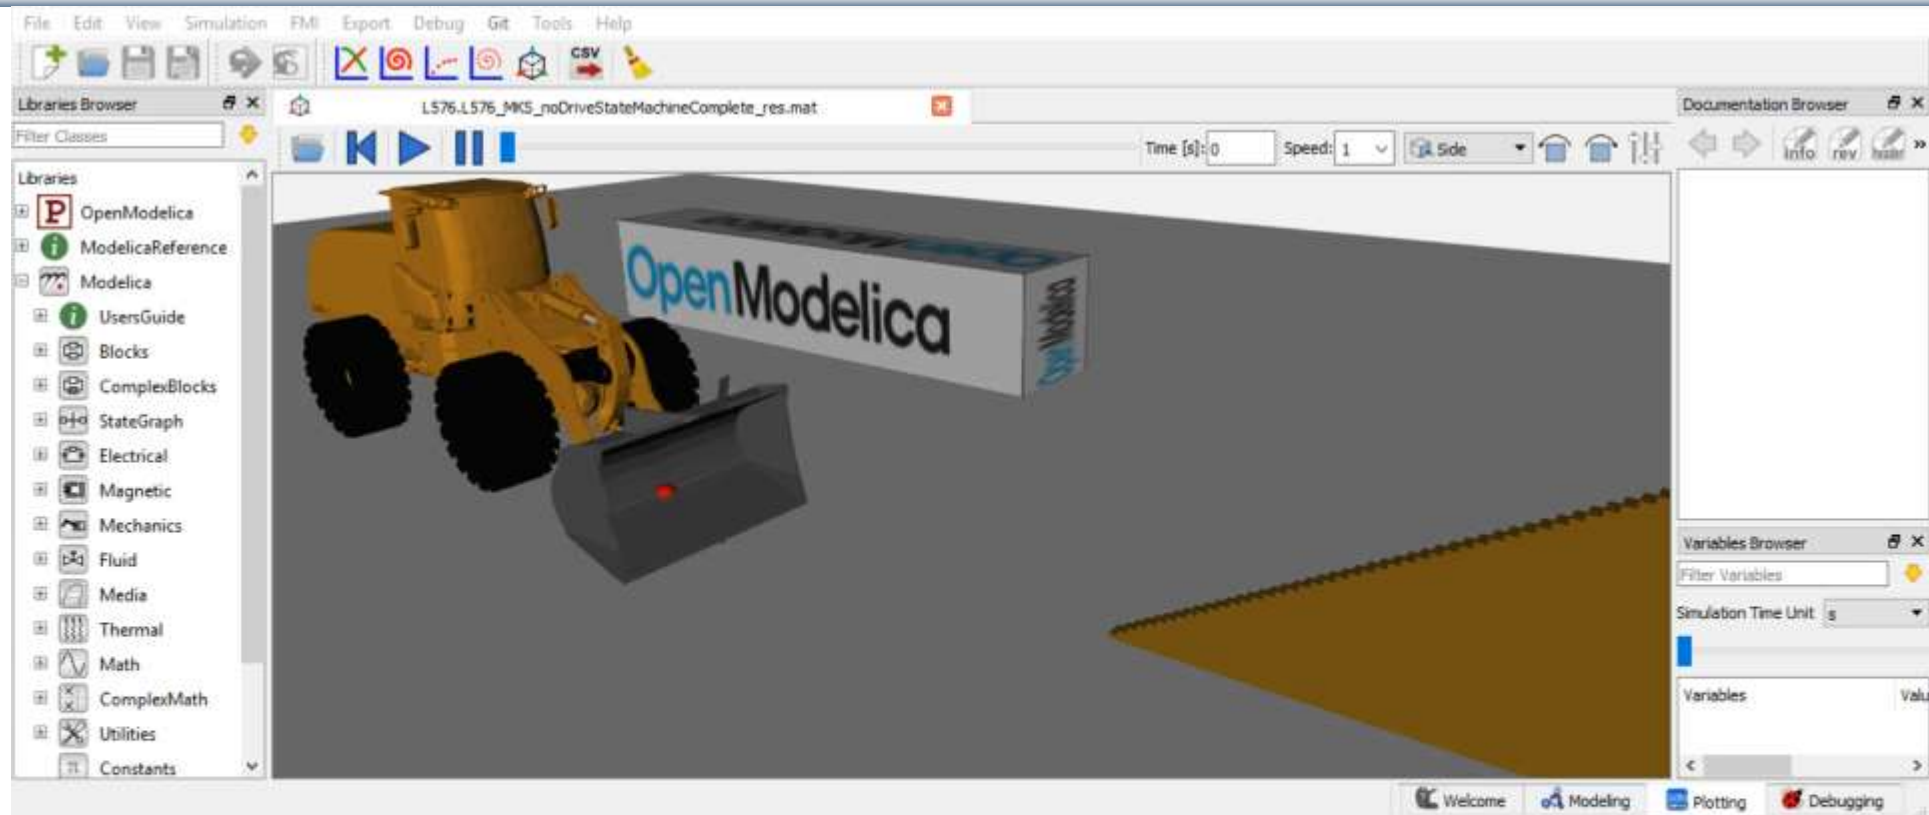 File Edit View Simulation FMI Export Debug Git Tools Help
CSV
Libraries Browser
L576.L576_MKS_noDriveStateMachineComplete_res.mat
Documentation Browser
Filter Classes
Time [s]: 0 Speed: 1 Side
info rev
Libraries
P OpenModelica
i ModelicaReference
Modelica
i UsersGuide
Blocks
ComplexBlocks
StateGraph
Electrical
Magnetic
Mechanics
Fluid
Media
Thermal
Math
ComplexMath
Utilities
Constants
OpenModelica
OpenModelica
OpenModelica
Variables Browser
Filter Variables
Simulation Time Unit s
Variables Valu
Welcome Modeling Plotting Debugging